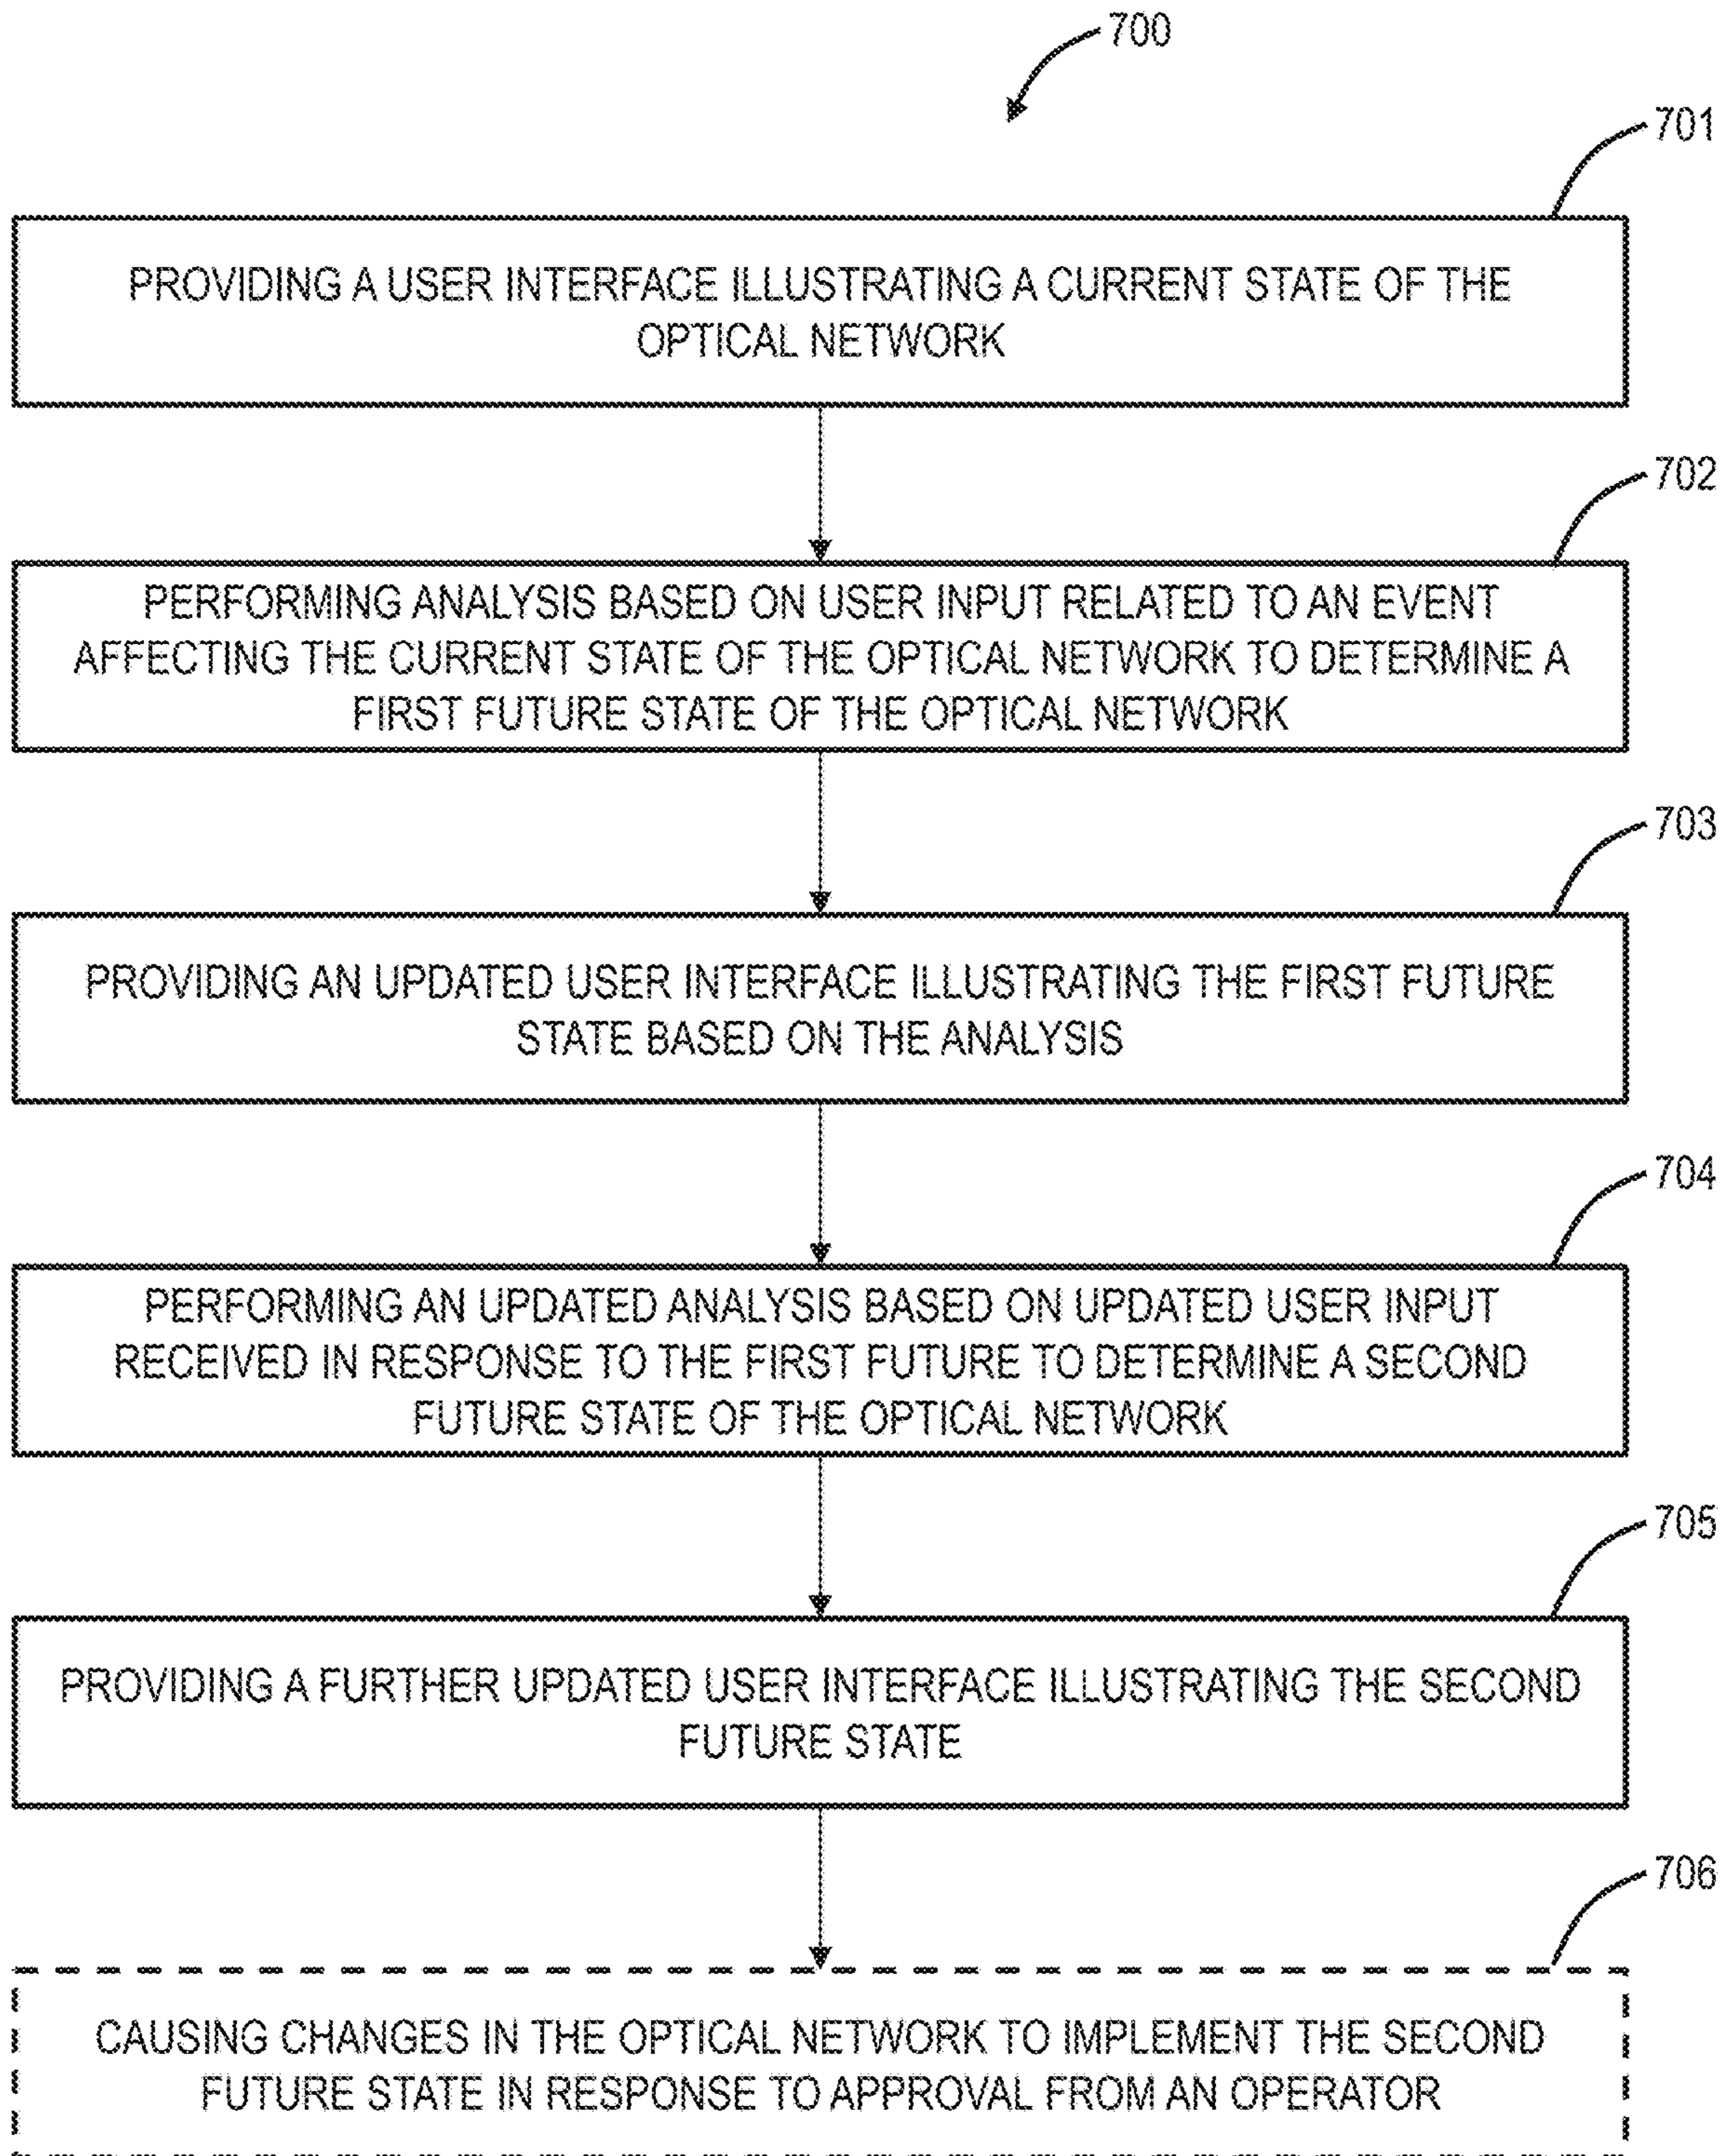 700
701
PROVIDING A USER INTERFACE ILLUSTRATING A CURRENT STATE OF THE
OPTICAL NETWORK
702
PERFORMING ANALYSIS BASED ON USER INPUT RELATED TO AN EVENT
AFFECTING THE CURRENT STATE OF THE OPTICAL NETWORK TO DETERMINE A
FIRST FUTURE STATE OF THE OPTICAL NETWORK
703
PROVIDING AN UPDATED USER INTERFACE ILLUSTRATING THE FIRST FUTURE
STATE BASED ON THE ANALYSIS
704
PERFORMING AN UPDATED ANALYSIS BASED ON UPDATED USER INPUT
RECEIVED IN RESPONSE TO THE FIRST FUTURE TO DETERMINE A SECOND
FUTURE STATE OF THE OPTICAL NETWORK
705
PROVIDING A FURTHER UPDATED USER INTERFACE ILLUSTRATING THE SECOND
FUTURE STATE
706
CAUSING CHANGES IN THE OPTICAL NETWORK TO IMPLEMENT THE SECOND
FUTURE STATE IN RESPONSE TO APPROVAL FROM AN OPERATOR